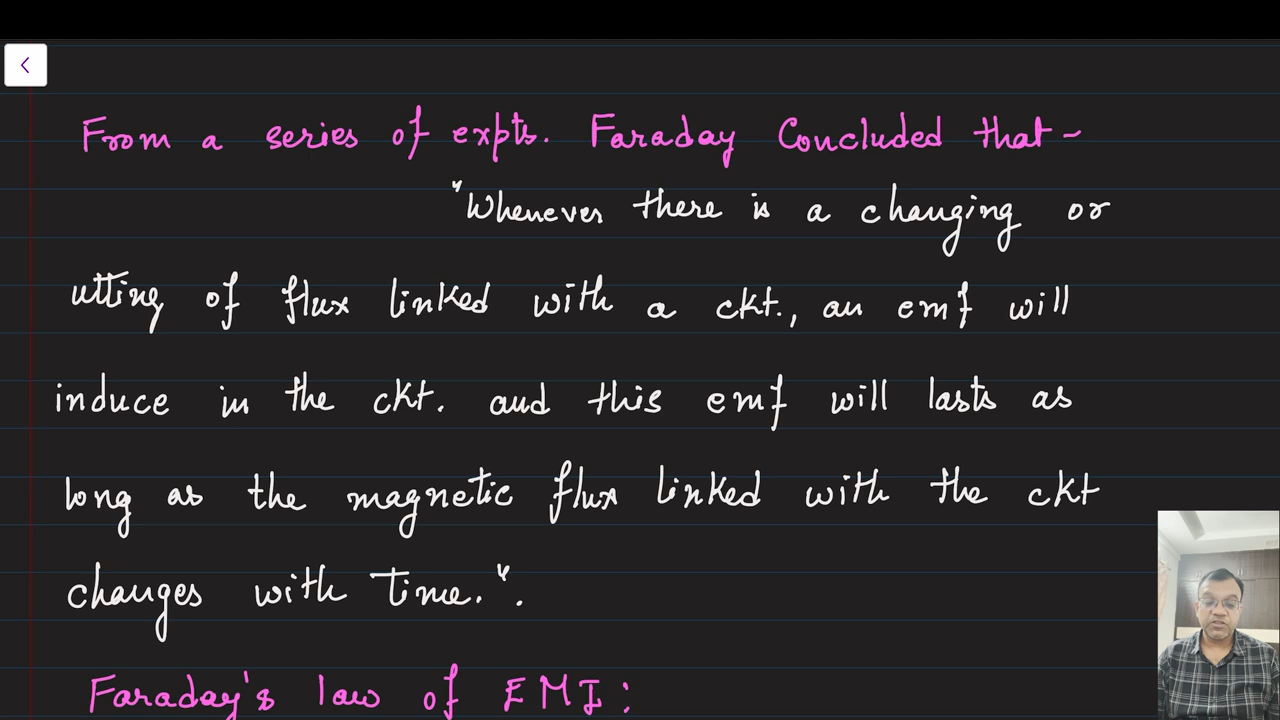 From a series of expts. Faraday Concluded that -
"Whenever there is a changing or
utting of flux linked with a ckt., an emf will
induce in the ckt. and this emf will lasts as
long as the magnetic flux linked with the ckt
changes with time.".
Faraday's law of EMI: